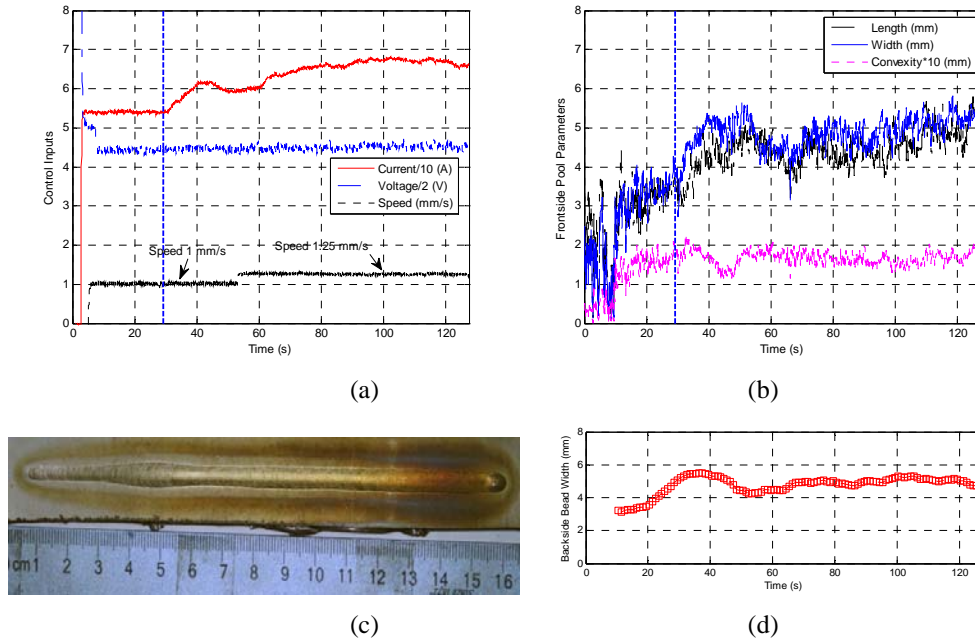 8
7
6
5
4
3
2
1
0
Control Inputs
Current/10 (A)
Voltage/2 (V)
Speed (mm/s)
Speed 1 mm/s
Speed 1.25 mm/s
0 20 40 60 80 100 120
Time (s)
(a)
8
7
6
5
4
3
2
1
0
Frontside Pool Parameters
Length (mm)
Width (mm)
Convexity*10 (mm)
0 20 40 60 80 100 120
Time (s)
(b)
cm 1 2 3 4 5 6 7 8 9 10 11 12 13 14 15 16
(c)
8
6
4
2
0
Backside Bead Width (mm)
0 20 40 60 80 100 120
Time (s)
(d)